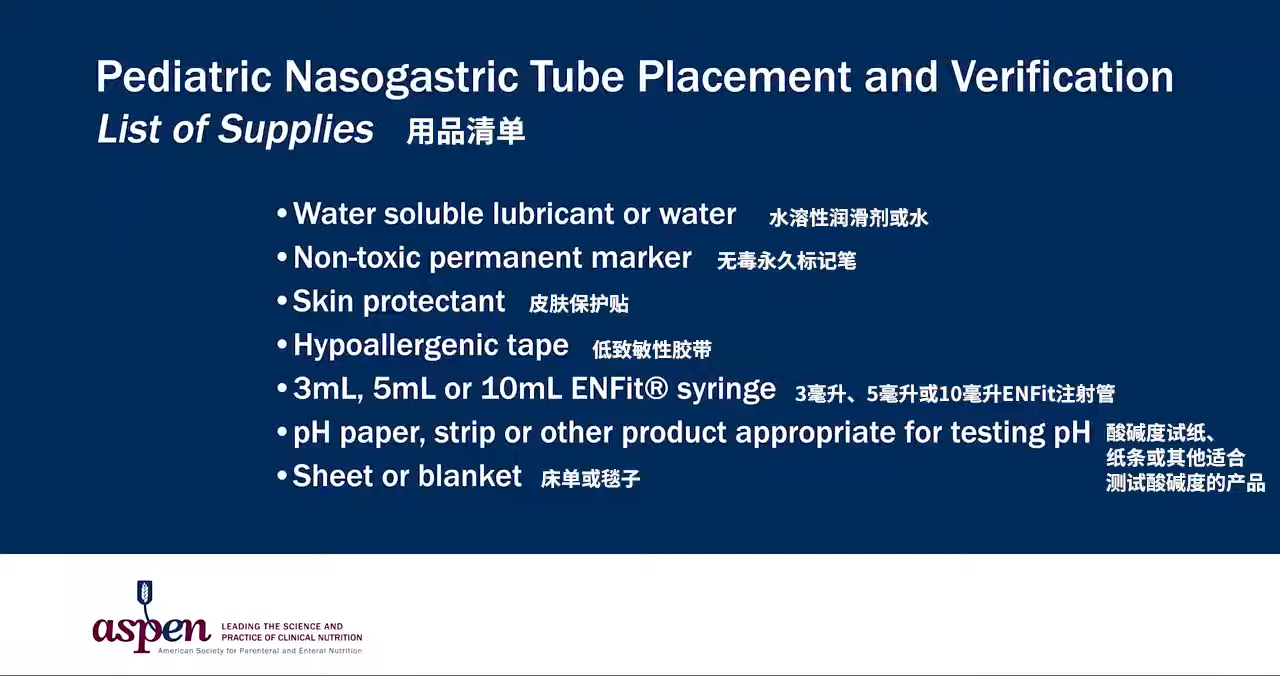 Pediatric Nasogastric Tube Placement and Verification
List of Supplies 用品清单
•Water soluble lubricant or water 水溶性润滑剂或水
•Non-toxic permanent marker 无毒永久标记笔
•Skin protectant 皮肤保护贴
•Hypoallergenic tape 低致敏性胶带
•3mL, 5mL or 10mL ENFit® syringe 3毫升、5毫升或10毫升ENFit注射管
•pH paper, strip or other product appropriate for testing pH 酸碱度试纸、
纸条或其他适合
测试酸碱度的产品
•Sheet or blanket 床单或毯子
aspen
LEADING THE SCIENCE AND
PRACTICE OF CLINICAL NUTRITION
American Society for Parenteral and Enteral Nutrition